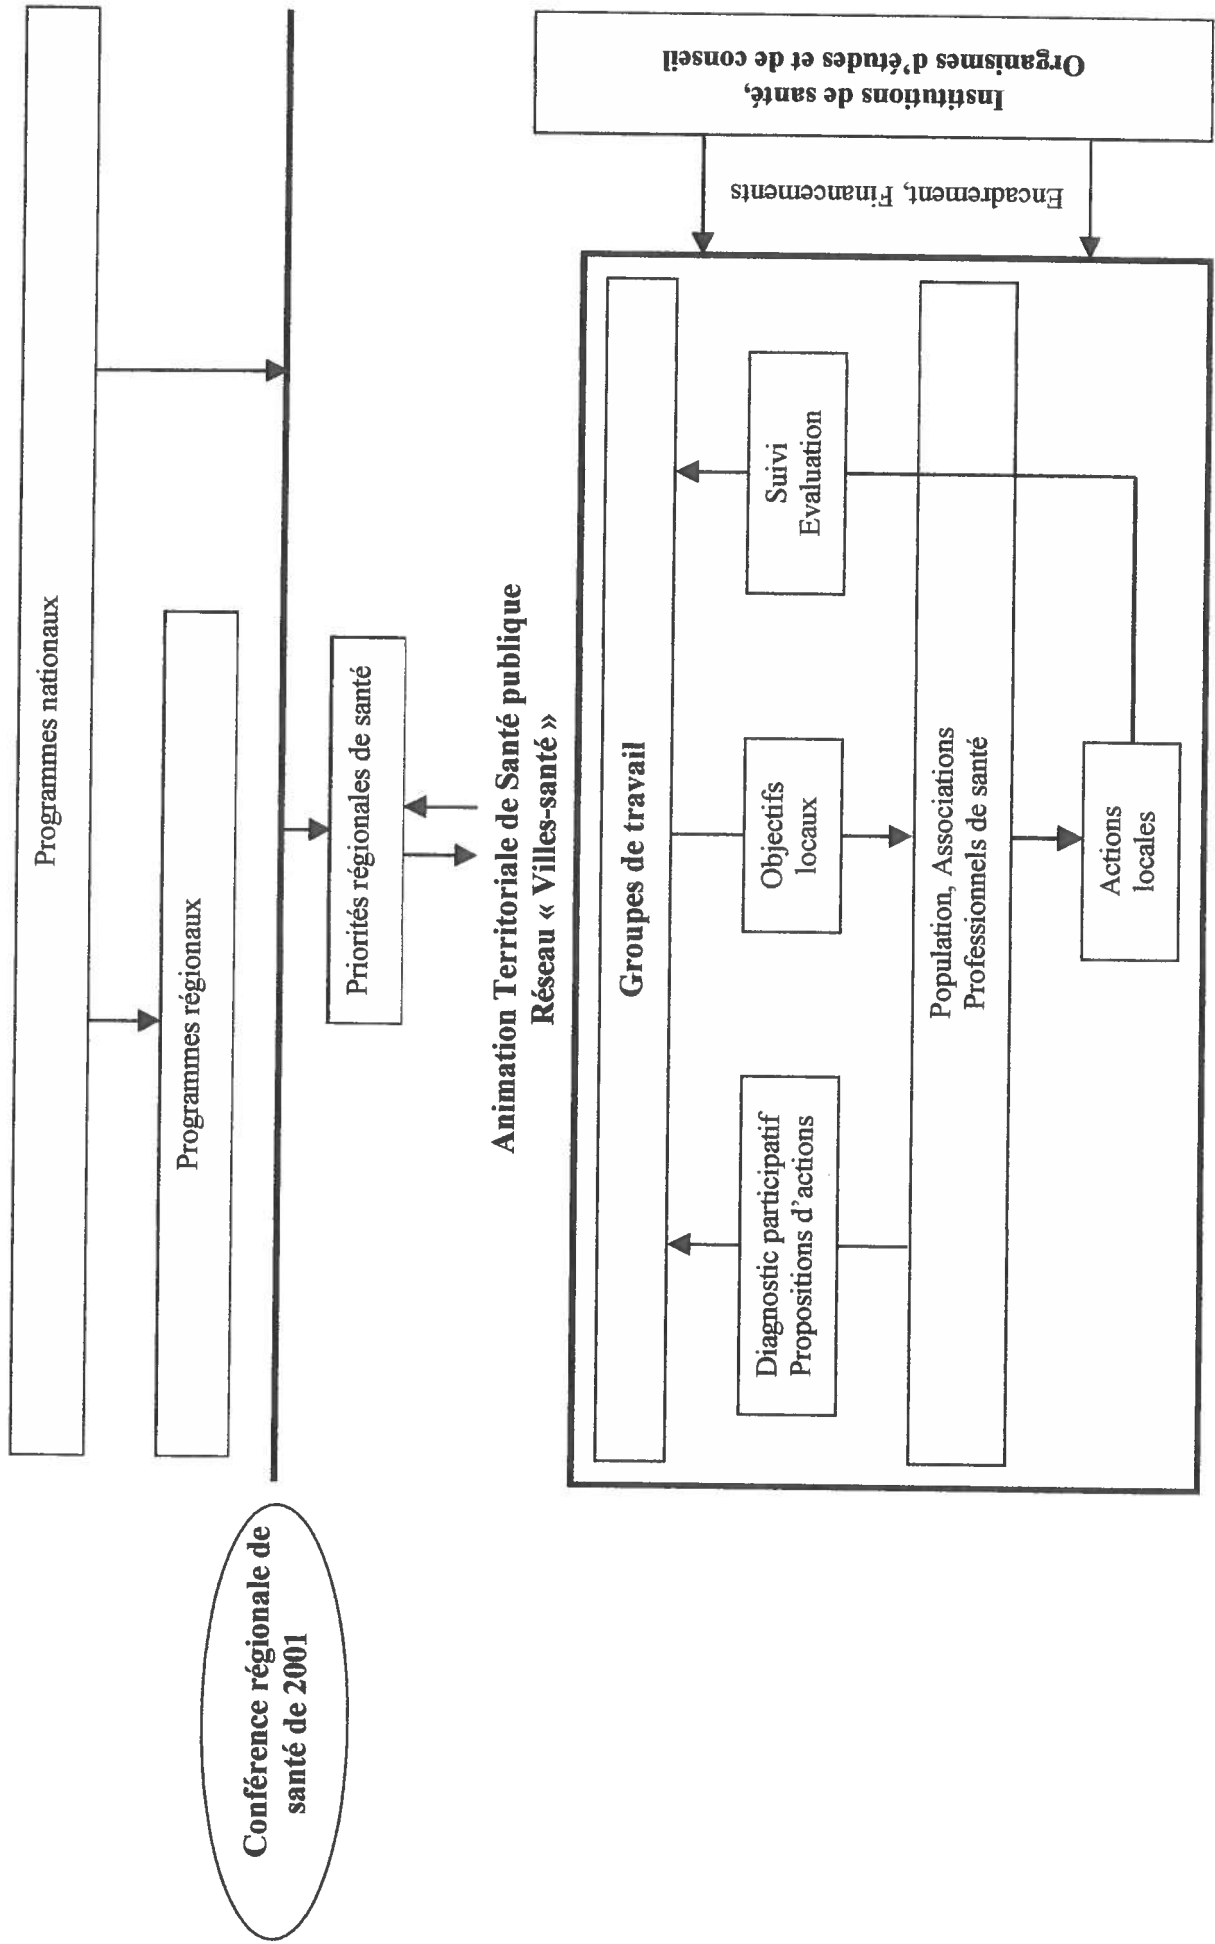 Programmes nationaux
Programmes régionaux
Conférence régionale de
santé de 2001
Priorités régionales de santé
Animation Territoriale de Santé publique
Réseau « Villes-santé »
Groupes de travail
Diagnostic participatif
Propositions d'actions
Objectifs
locaux
Suivi
Evaluation
Population, Associations
Professionnels de santé
Actions
locales
Encadrement, Financements
Institutions de santé,
Organismes d'études et de conseil